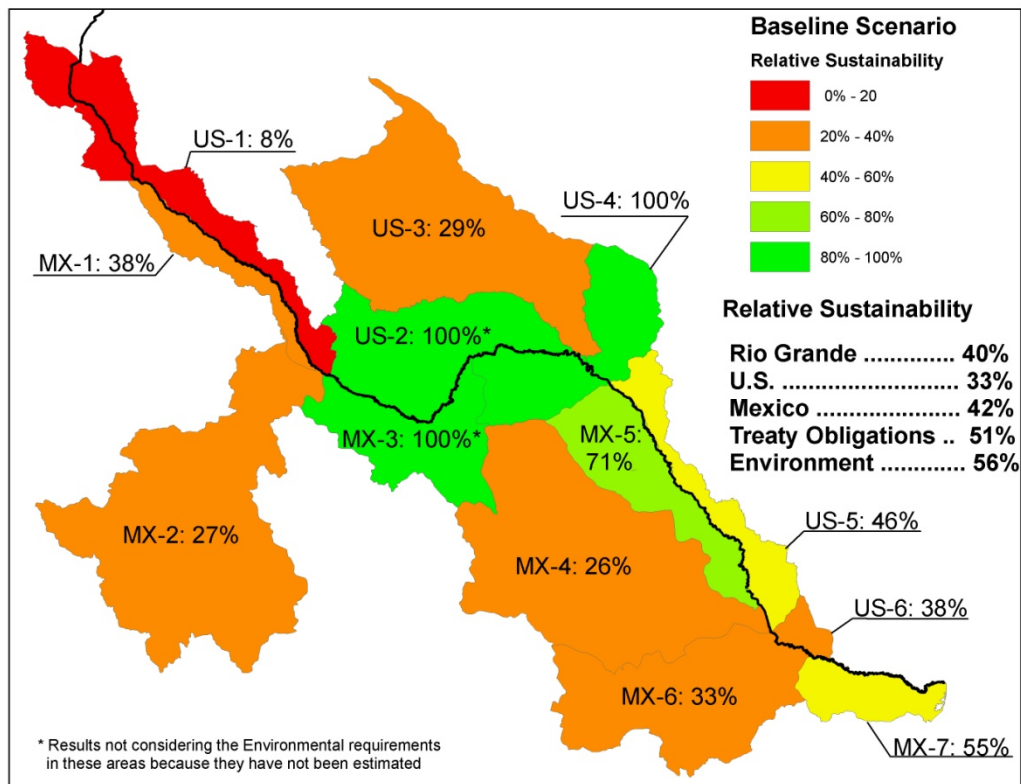 Baseline Scenario
Relative Sustainability
0% - 20
20% - 40%
40% - 60%
60% - 80%
80% - 100%
US-1: 8%
US-4: 100%
US-3: 29%
MX-1: 38%
US-2: 100%*
MX-3: 100%*
MX-5:
71%
MX-2: 27%
MX-4: 26%
US-5: 46%
US-6: 38%
MX-6: 33%
MX-7: 55%
Relative Sustainability
Rio Grande .............. 40%
U.S. ........................ 33%
Mexico ................... 42%
Treaty Obligations .. 51%
Environment ............. 56%
* Results not considering the Environmental requirements
in these areas because they have not been estimated